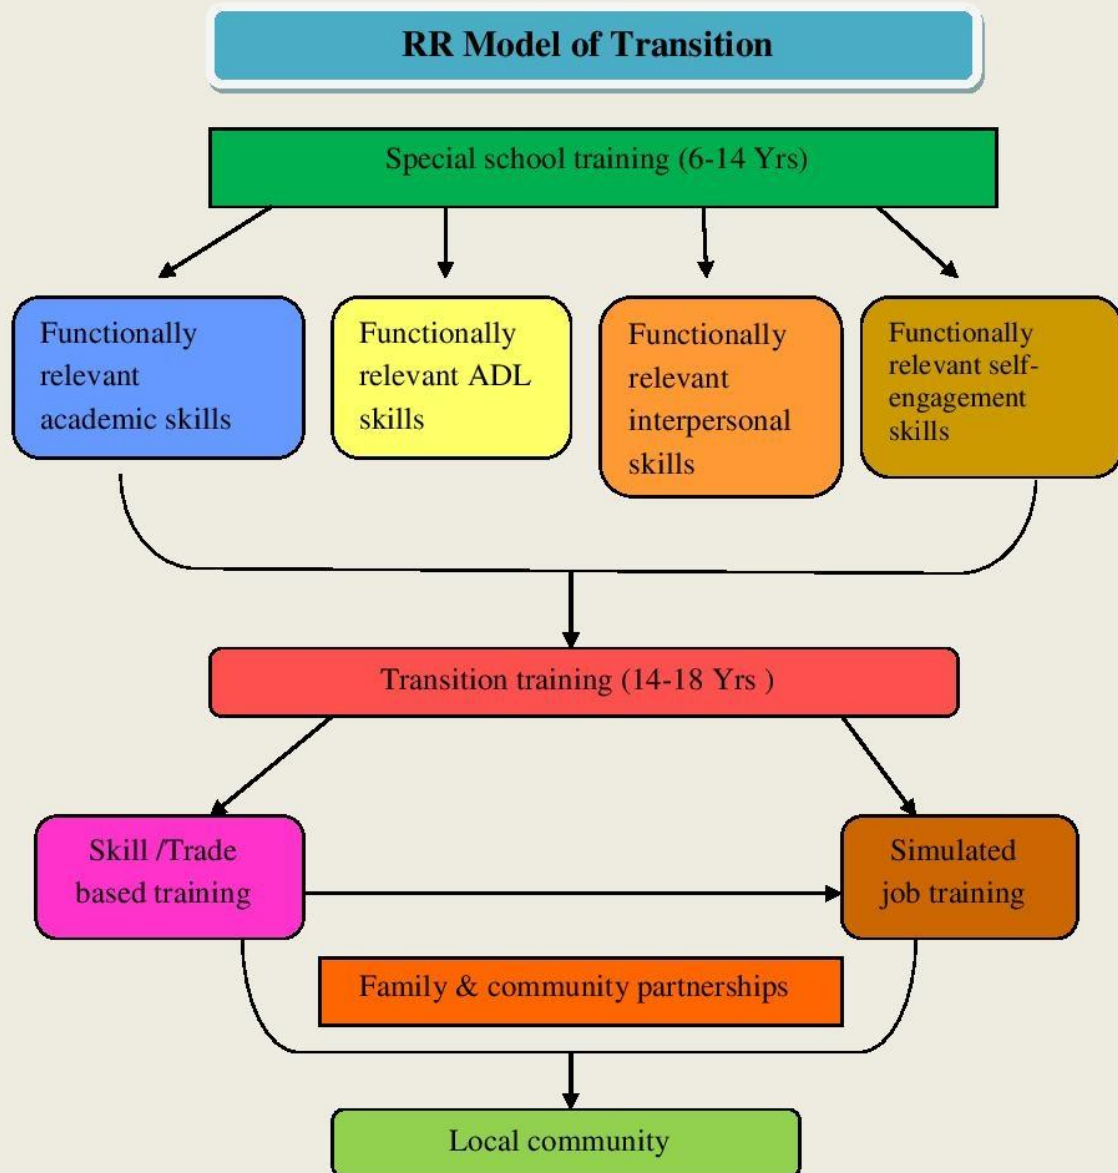 RR Model of Transition
Special school training (6-14 Yrs)
Functionally
relevant
academic skills
Functionally
relevant ADL
skills
Functionally
relevant
interpersonal
skills
Functionally
relevant self-
engagement
skills
Transition training (14-18 Yrs )
Skill /Trade
based training
Simulated
job training
Family & community partnerships
Local community